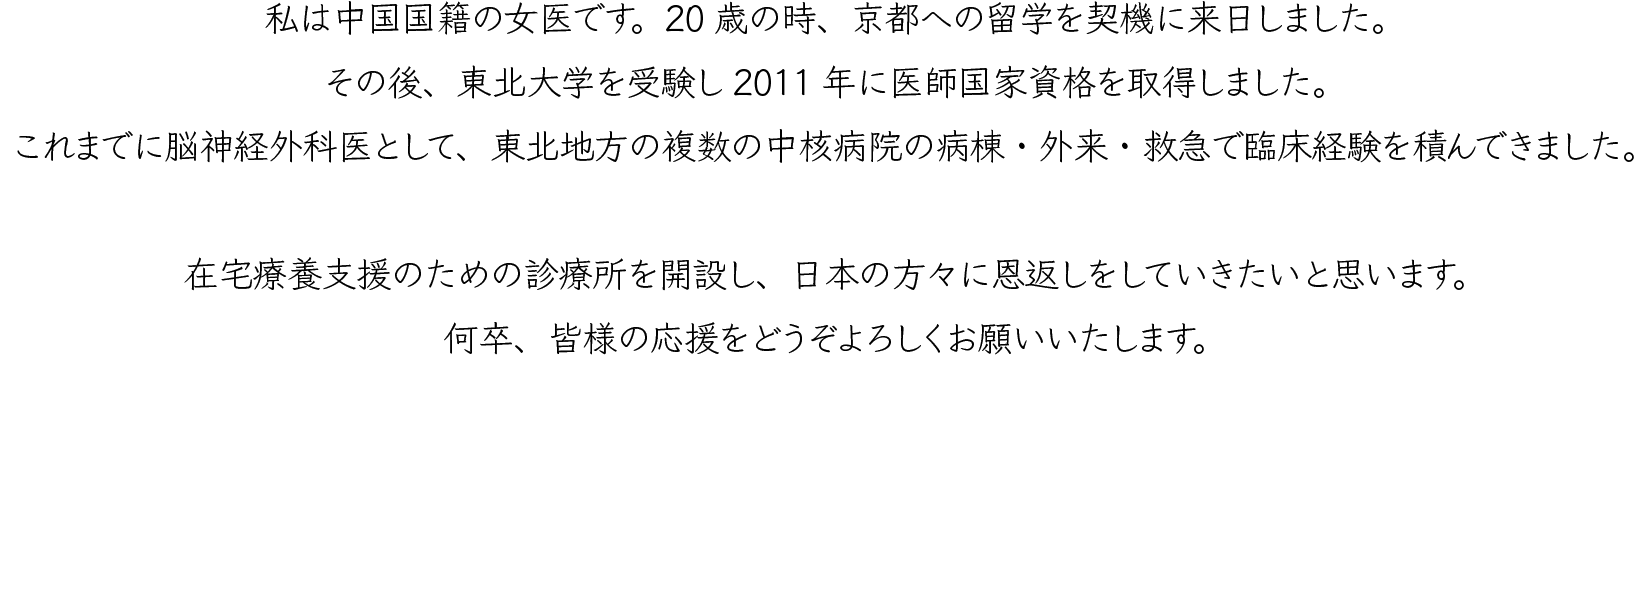 私は中国国籍の女医です。20歳の時、京都への留学を契機に来日しました。
その後、東北大学を受験し2011年に医師国家資格を取得しました。
これまでに脳神経外科医として、東北地方の複数の中核病院の病棟・外来・救急で臨床経験を積んできました。
在宅療養支援のための診療所を開設し、日本の方々に恩返しをしていきたいと思います。
何卒、皆様の応援をどうぞよろしくお願いいたします。